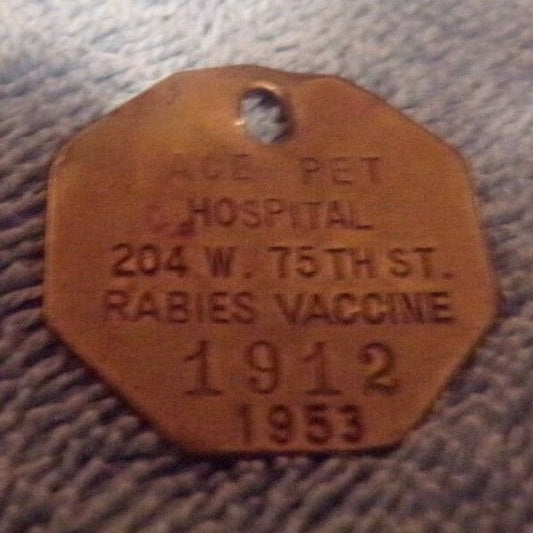 ACE PET
HOSPITAL
204 W. 75TH ST.
RABIES VACCINE
1912
1953